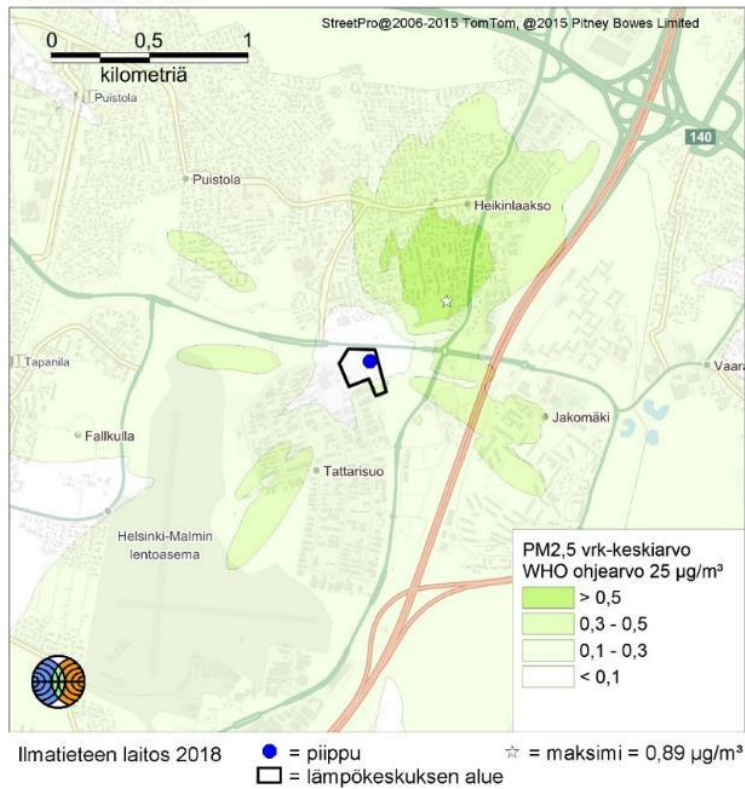 StreetPro@2006-2015 TomTom, @2015 Pitney Bowes Limited
0 0,5 1
kilometriä
Puistola
140
Puistola
Heikinlaakso
Tapanila
Vaara
Jakomäki
Fallkulla
Tattarisuo
Helsinki-Malmin
lentoasema
PM2,5 vrk-keskiarvo
WHO ohjearvo 25 µg/m³
> 0,5
0,3 - 0,5
0,1 - 0,3
< 0,1
Ilmatieteen laitos 2018 = piippu = maksimi = 0,89 µg/m³
= lämpökeskuksen alue